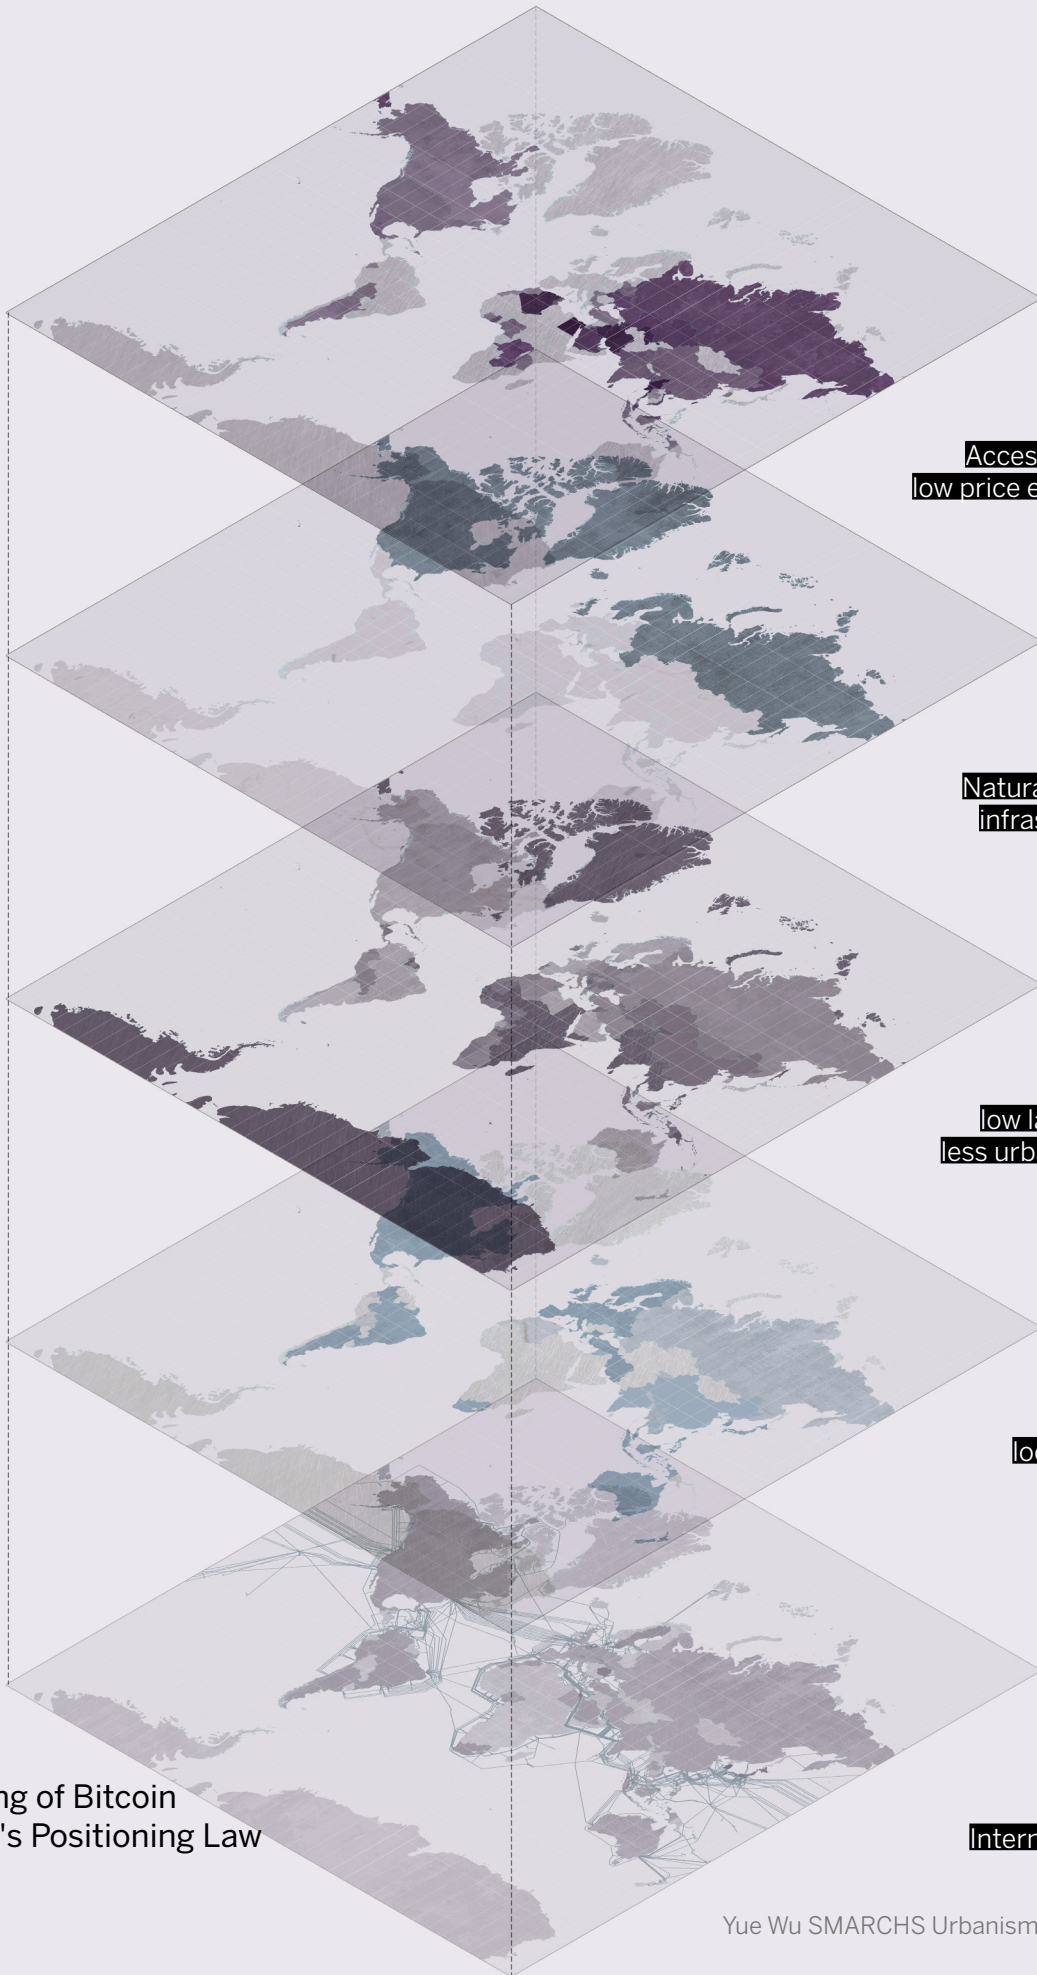 Acces
low price e
Natura
infras
low la
less urb
loc
ng of Bitcoin
's Positioning Law
Intern
Yue Wu SMARCHS Urbanism